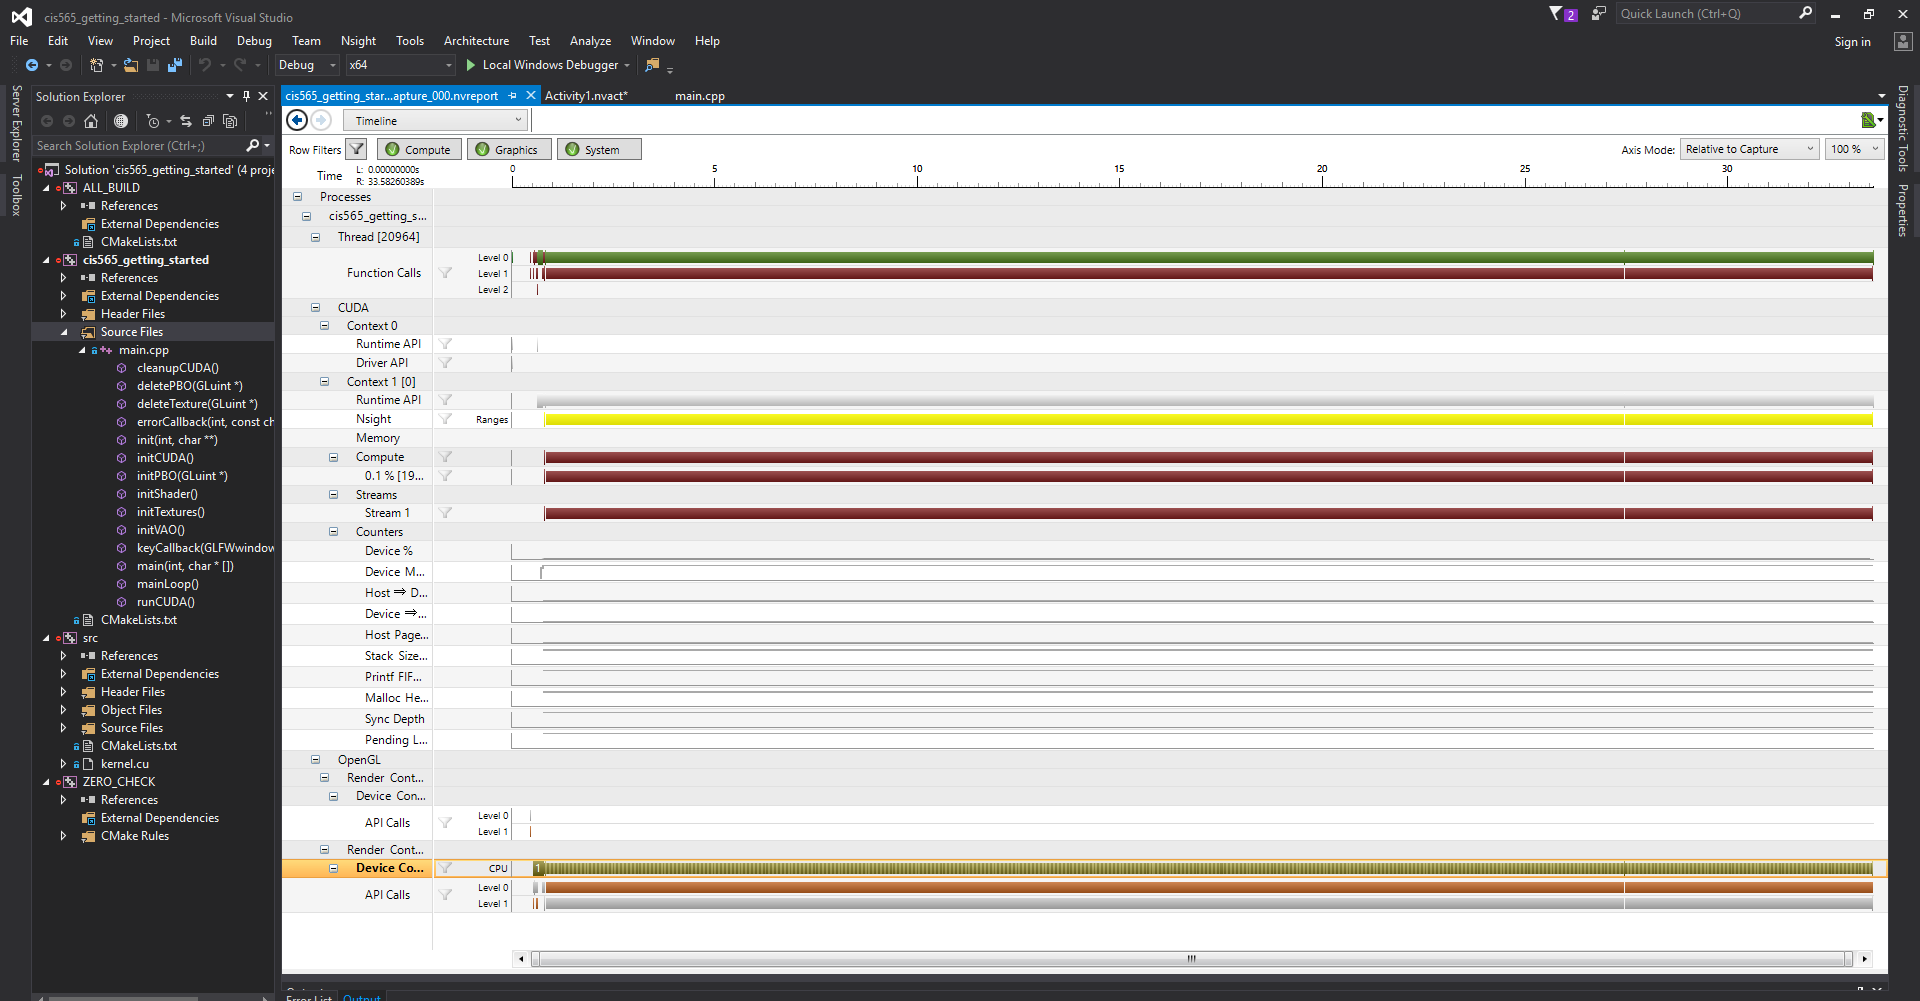 cis565_getting_started - Microsoft Visual Studio
2
Quick Launch (Ctrl+Q)
File Edit View Project Build Debug Team Nsight Tools Architecture Test Analyze Window Help
Sign in
Debug x64 Local Windows Debugger
Server Explorer
Toolbox
Solution Explorer
Search Solution Explorer (Ctrl+;)
Solution 'cis565_getting_started' (4 proje
ALL_BUILD
References
External Dependencies
CMakeLists.txt
cis565_getting_started
References
External Dependencies
Header Files
Source Files
main.cpp
cleanupCUDA()
deletePBO(GLuint *)
deleteTexture(GLuint *)
errorCallback(int, const ch
init(int, char **)
initCUDA()
initPBO(GLuint *)
initShader()
initTextures()
initVAO()
keyCallback(GLFWwindow
main(int, char * [])
mainLoop()
runCUDA()
CMakeLists.txt
src
References
External Dependencies
Header Files
Object Files
Source Files
CMakeLists.txt
kernel.cu
ZERO_CHECK
References
External Dependencies
CMake Rules
cis565_getting_star...apture_000.nvreport Activity1.nvact* main.cpp
Timeline
Row Filters Compute Graphics System Axis Mode: Relative to Capture 100 %
Time L: 0.00000000s
R: 33.58260389s
0 5 10 15 20 25 30
Processes
cis565_getting_s...
Thread [20964]
Function Calls Level 0
Level 1
Level 2
CUDA
Context 0
Runtime API
Driver API
Context 1 [0]
Runtime API
Nsight Ranges
Memory
Compute
0.1 % [19...
Streams
Stream 1
Counters
Device %
Device M...
Host ⇒ D...
Device ⇒...
Host Page...
Stack Size...
Printf FIF...
Malloc He...
Sync Depth
Pending L...
OpenGL
Render Cont...
Device Con...
API Calls Level 0
Level 1
Render Cont...
Device Co... CPU 1
API Calls Level 0
Level 1
Diagnostic Tools
Properties
Error List Output